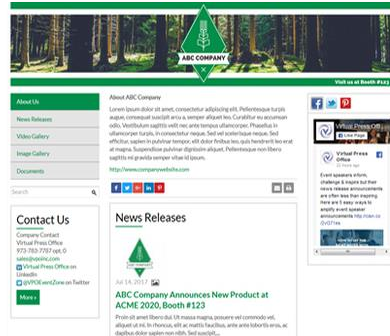 ABC COMPANY
Visit us at Booth #123
About Us
News Releases
Video Gallery
Image Gallery
Documents
Search
Contact Us
Company Contact
Virtual Press Office
973-783-7787 opt, 0
sales@vpoinc.com
Virtual Press Office on
LinkedIn
@VPOEventZone on Twitter
More »
About ABC Company
Lorem ipsum dolor sit amet, consectetur adipiscing elit. Pellentesque turpis
augue, consequat suscipit arcu a, semper aliquet leo. Curabitur eu accumsan
odio. Vestibulum sagittis velit nec ante tempus ullamcorper. Phasellus in
ullamcorper turpis, in consectetur neque. Sed vel scelerisque neque. Sed
efficitur, sapien in pulvinar tempor, elit dolor finibus leo, quis hendrerit leo erat
a magna. Suspendisse pulvinar dignissim aliquet. Pellentesque non libero
sagittis mi gravida semper vitae id ipsum.
http://www.companywebsite.com
News Releases
ABC COMPANY
Jul 14, 2017
ABC Company Announces New Product at
ACME 2020, Booth #123
Proin sit amet libero dui. Ut massa magna, posuere vel commodo vel,
aliquet ut mi. In rhoncus, elit ac mattis faucibus, ante ante lobortis eros, ac
dapibus dolor sapien non nibh. Sed suscipit,...
Virtual Press Office
Like Page
Virtual Press
Office
Event speakers inform,
challenge & inspire but their
news release announcements
are often less than inspiring.
Here are 5 easy ways to
amplify event speaker
announcements: